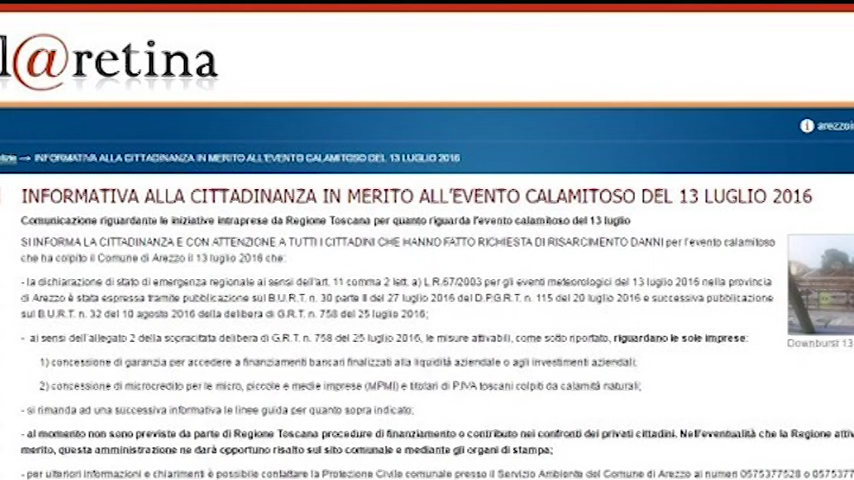 l@retina
arezzo
→ INFORMATIVA ALLA CITTADINANZA IN MERITO ALL'EVENTO CALAMITOSO DEL 13 LUGLIO 2016
INFORMATIVA ALLA CITTADINANZA IN MERITO ALL'EVENTO CALAMITOSO DEL 13 LUGLIO 2016
Comunicazione riguardante le iniziative intraprese da Regione Toscana per quanto riguarda l'evento calamitoso del 13 luglio
SI INFORMA LA CITTADINANZA E CON ATTENZIONE A TUTTI I CITTADINI CHE HANNO FATTO RICHIESTA DI RISARCIMENTO DANNI per l'evento calamitoso
che ha colpito il Comune di Arezzo il 13 luglio 2016 che:
- la dichiarazione di stato di emergenza regionale ai sensi dell'art. 11 comma 2 lett. a) L.R.67/2003 per gli eventi meteorologici del 13 luglio 2016 nella provincia
di Arezzo è stata espressa tramite pubblicazione sul B.U.R.T. n. 30 parte II del 27 luglio 2016 del D.P.G.R.T. n. 115 del 20 luglio 2016 e successiva pubblicazione
sul B.U.R.T. n. 32 del 10 agosto 2016 della delibera di G.R.T. n. 758 del 25 luglio 2016;
- ai sensi dell'allegato 2 della sopracitata delibera di G.R.T. n. 758 del 25 luglio 2016, le misure attivabili, come sotto riportato, riguardano le sole imprese:
Downburst 13
1) concessione di garanzia per accedere a finanziamenti bancari finalizzati alla liquidità aziendale o agli investimenti aziendali;
2) concessione di microcredito per le micro, piccole e medie imprese (MPMI) e titolari di P.IVA toscani colpiti da calamità naturali;
- si rimanda ad una successiva informativa le linee guida per quanto sopra indicato;
- al momento non sono previste da parte di Regione Toscana procedure di finanziamento o contributo nei confronti dei privati cittadini. Nell'eventualità che la Regione attiv
merito, questa amministrazione ne darà opportuno risalto sul sito comunale e mediante gli organi di stampa;
- per ulteriori informazioni e chiarimenti è possibile contattare la Protezione Civile comunale presso il Servizio Ambiente del Comune di Arezzo ai numeri 0575377528 o 057537